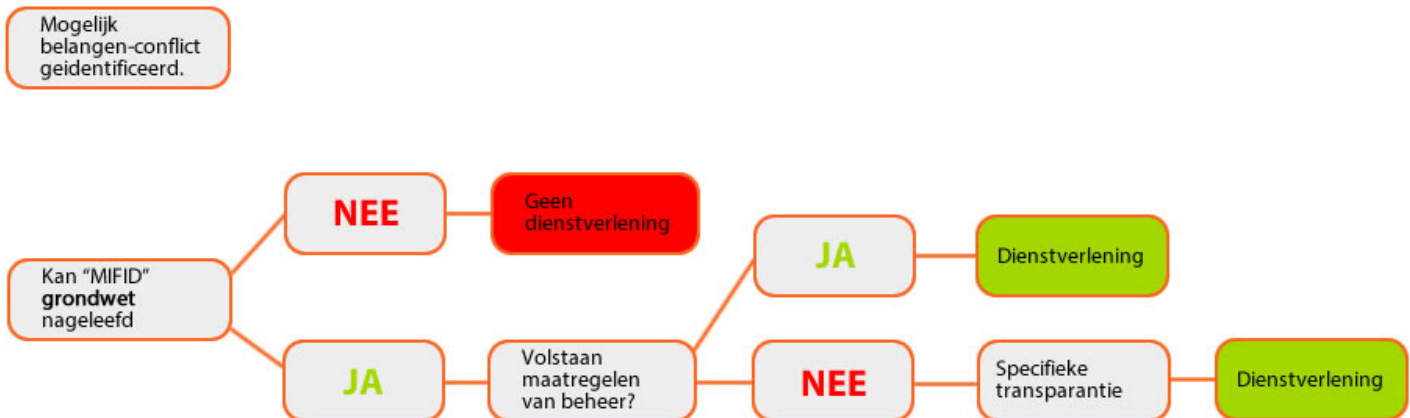 Mogelijk
belangen-conflict
geidentificeerd.
NEE
Geen
dienstverlening
JA
Dienstverlening
Kan “MIFID”
grondwet
nageleefd
JA
Volstaan
maatregelen
van beheer?
NEE
Specifieke
transparantie
Dienstverlening